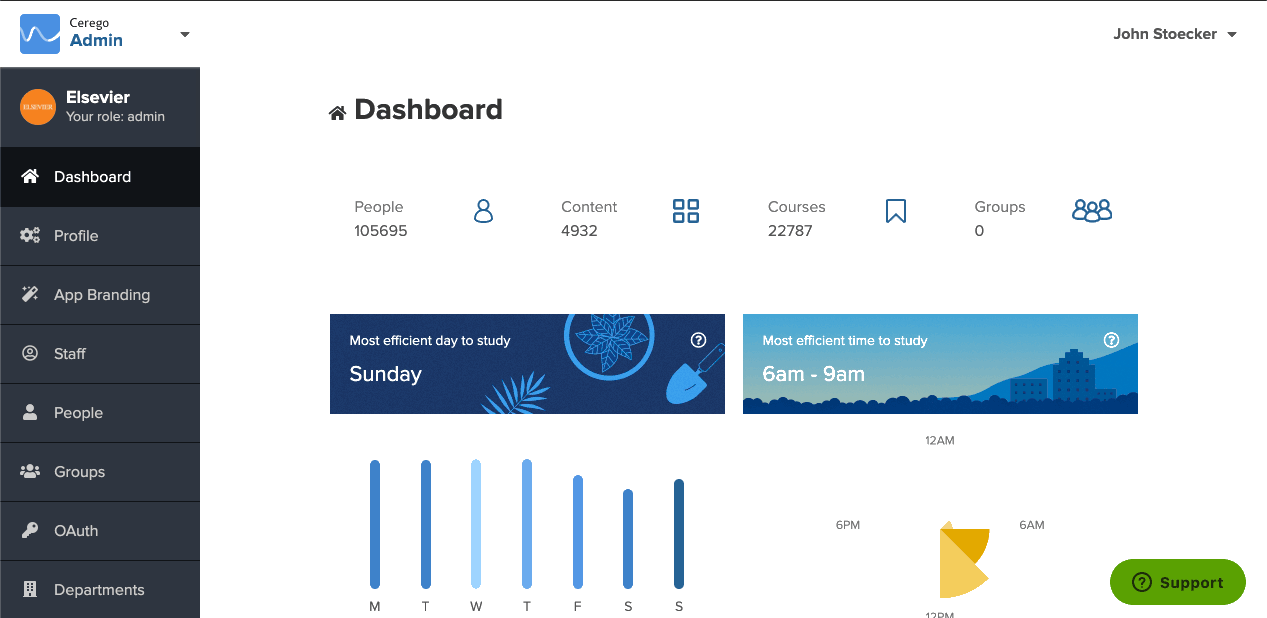 Cerego
Admin
John Stoecker
ELSEVIER
Elsevier
Your role: admin
Dashboard
Profile
App Branding
Staff
People
Groups
OAuth
Departments
Dashboard
People
105695
Content
4932
Courses
22787
Groups
0
Most efficient day to study
?
Sunday
Most efficient time to study
?
6am - 9am
M T W T F S S
12AM
6PM
6AM
12PM
? Support